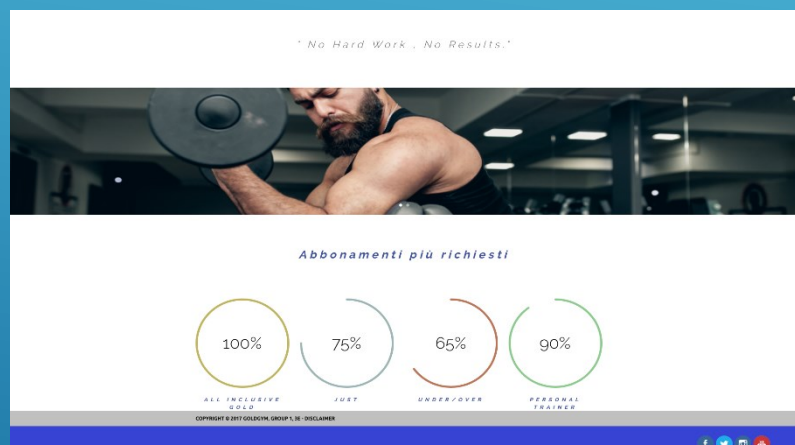 " No Hard Work , No Results."
Abbonamenti più richiesti
100%
75%
65%
90%
ALL INCLUSIVE
GOLD
JUST
UNDER/OVER
PERSONAL
TRAINER
COPYRIGHT © 2017 GOLDGYM, GROUP 1, 3E - DISCLAIMER